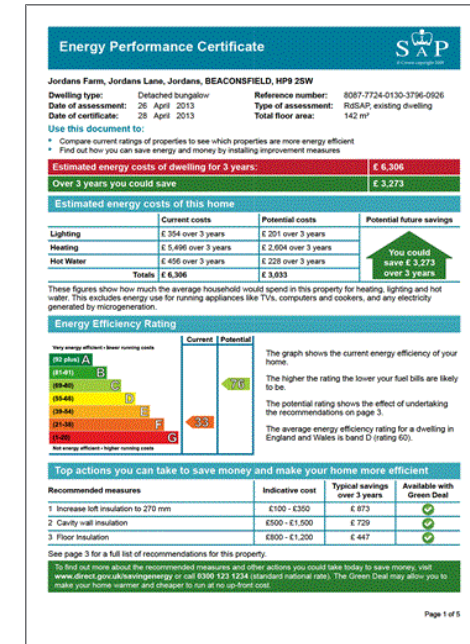 Energy Performance Certificate
SAP
Jordans Farm, Jordans Lane, Jordans, BEACONSFIELD, HP9 2SW
Dwelling type: Detached bungalow Reference number: 8087-7724-0130-3796-0926
Date of assessment: 26 April 2013 Type of assessment: RdSAP, existing dwelling
Date of certificate: 28 April 2013 Total floor area: 142 m²
Use this document to:
• Compare current ratings of properties to see which properties are more energy efficient
• Find out how you can save energy and money by installing improvement measures
Estimated energy costs of dwelling for 3 years: £ 6,306
Over 3 years you could save £ 3,273
Estimated energy costs of this home
Current costs Potential costs Potential future savings
Lighting £ 354 over 3 years £ 201 over 3 years
Heating £ 5,496 over 3 years £ 2,604 over 3 years
Hot Water £ 456 over 3 years £ 228 over 3 years
Totals £ 6,306 £ 3,033
You could
save £ 3,273
over 3 years
These figures show how much the average household would spend in this property for heating, lighting and hot
water. This excludes energy use for running appliances like TVs, computers and cookers, and any electricity
generated by microgeneration.
Energy Efficiency Rating
Current Potential
Very energy efficient - lower running costs
(92 plus) A
(81-91) B
(69-80) C
(55-68) D
(39-54) E
(21-38) F
(1-20) G
Not energy efficient - higher running costs
33
76
The graph shows the current energy efficiency of your
home.
The higher the rating the lower your fuel bills are likely
to be.
The potential rating shows the effect of undertaking
the recommendations on page 3.
The average energy efficiency rating for a dwelling in
England and Wales is band D (rating 60).
Top actions you can take to save money and make your home more efficient
Recommended measures Indicative cost Typical savings over 3 years Available with Green Deal
1 Increase loft insulation to 270 mm £100 - £350 £ 873
2 Cavity wall insulation £500 - £1,500 £ 729
3 Floor Insulation £800 - £1,200 £ 447
See page 3 for a full list of recommendations for this property.
To find out more about the recommended measures and other actions you could take today to save money, visit
www.direct.gov.uk/savingenergy or call 0300 123 1234 (standard national rate). The Green Deal may allow you to
make your home warmer and cheaper to run at no up-front cost.
Page 1 of 5